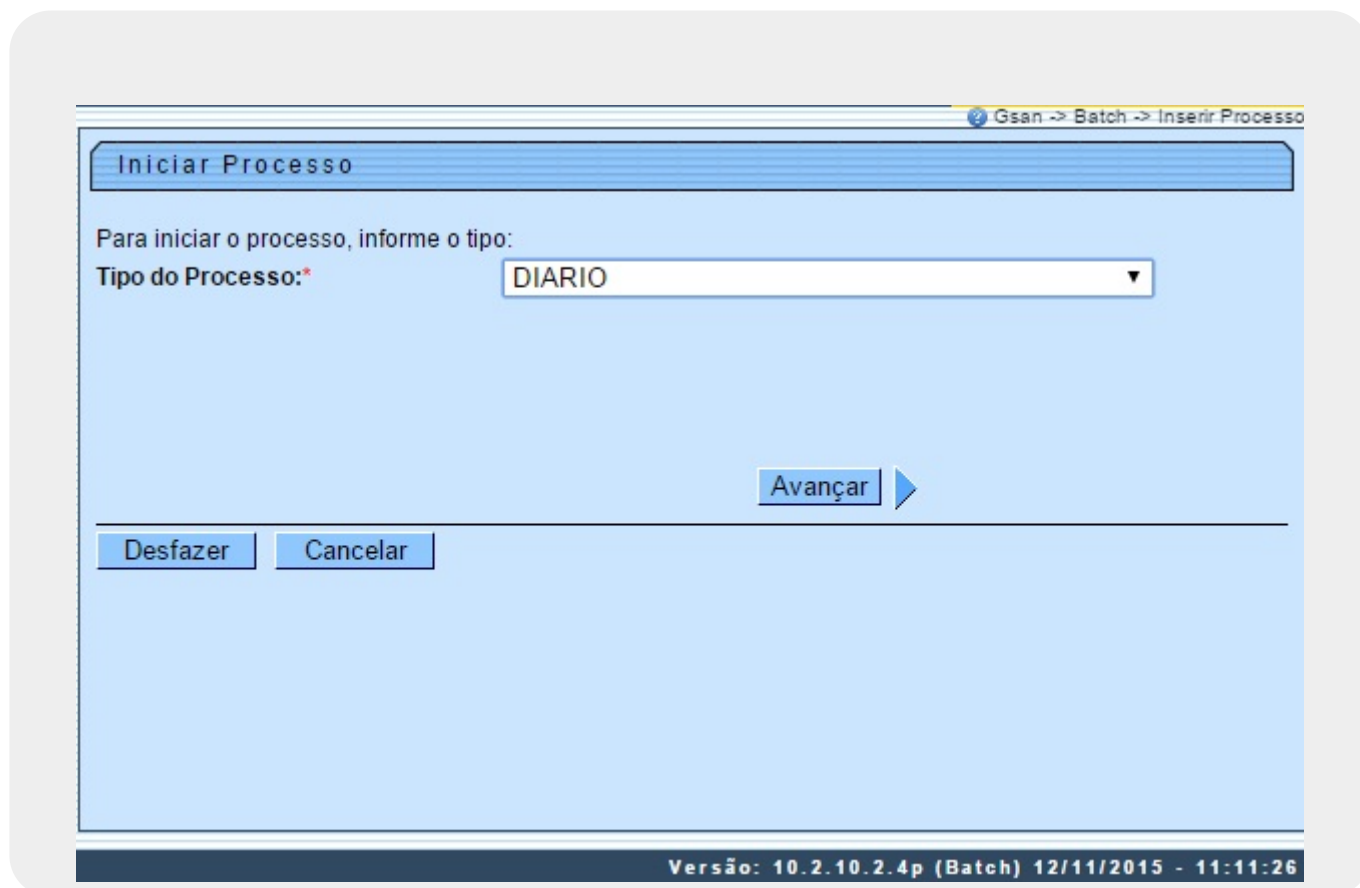 Gsan -> Batch -> Inserir Processo
Iniciar Processo
Para iniciar o processo, informe o tipo:
Tipo do Processo:* DIARIO
Avançar
Desfazer Cancelar
Versão: 10.2.10.2.4p (Batch) 12/11/2015 - 11:11:26